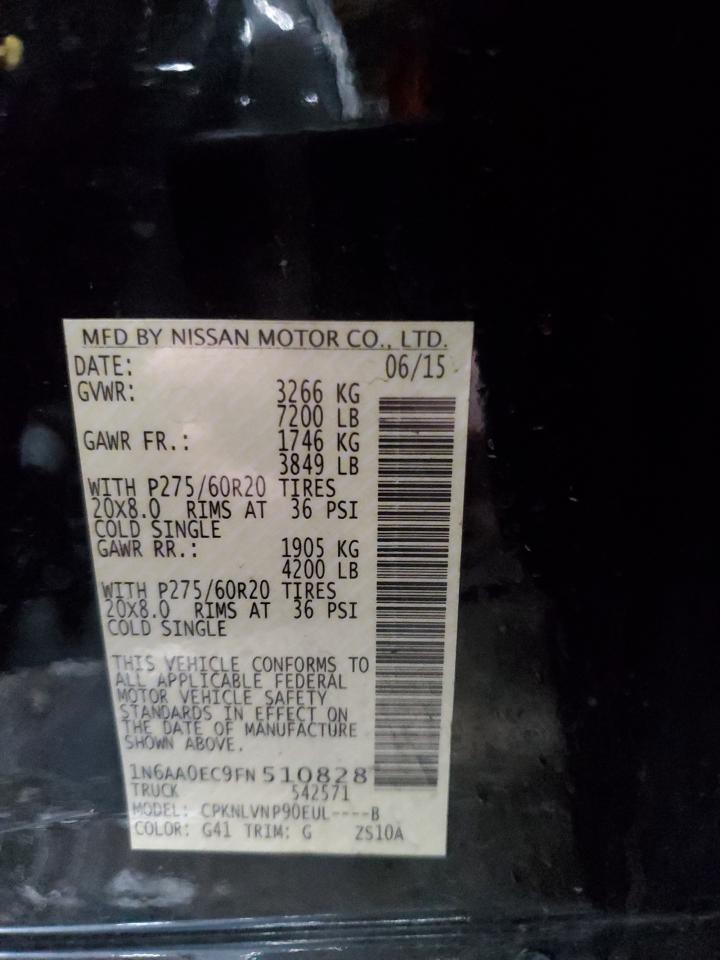 MFD BY NISSAN MOTOR CO., LTD.
DATE: 06/15
GVWR: 3266 KG
7200 LB
GAWR FR.: 1746 KG
3849 LB
WITH P275/60R20 TIRES
20X8.0 RIMS AT 36 PSI
COLD SINGLE
GAWR RR.: 1905 KG
4200 LB
WITH P275/60R20 TIRES
20X8.0 RIMS AT 36 PSI
COLD SINGLE
THIS VEHICLE CONFORMS TO
ALL APPLICABLE FEDERAL
MOTOR VEHICLE SAFETY
STANDARDS IN EFFECT ON
THE DATE OF MANUFACTURE
SHOWN ABOVE.
1N6AA0EC9FN510828
TRUCK 542571
MODEL: CPKNLVNP90EUL----B
COLOR: G41 TRIM: G ZS10A